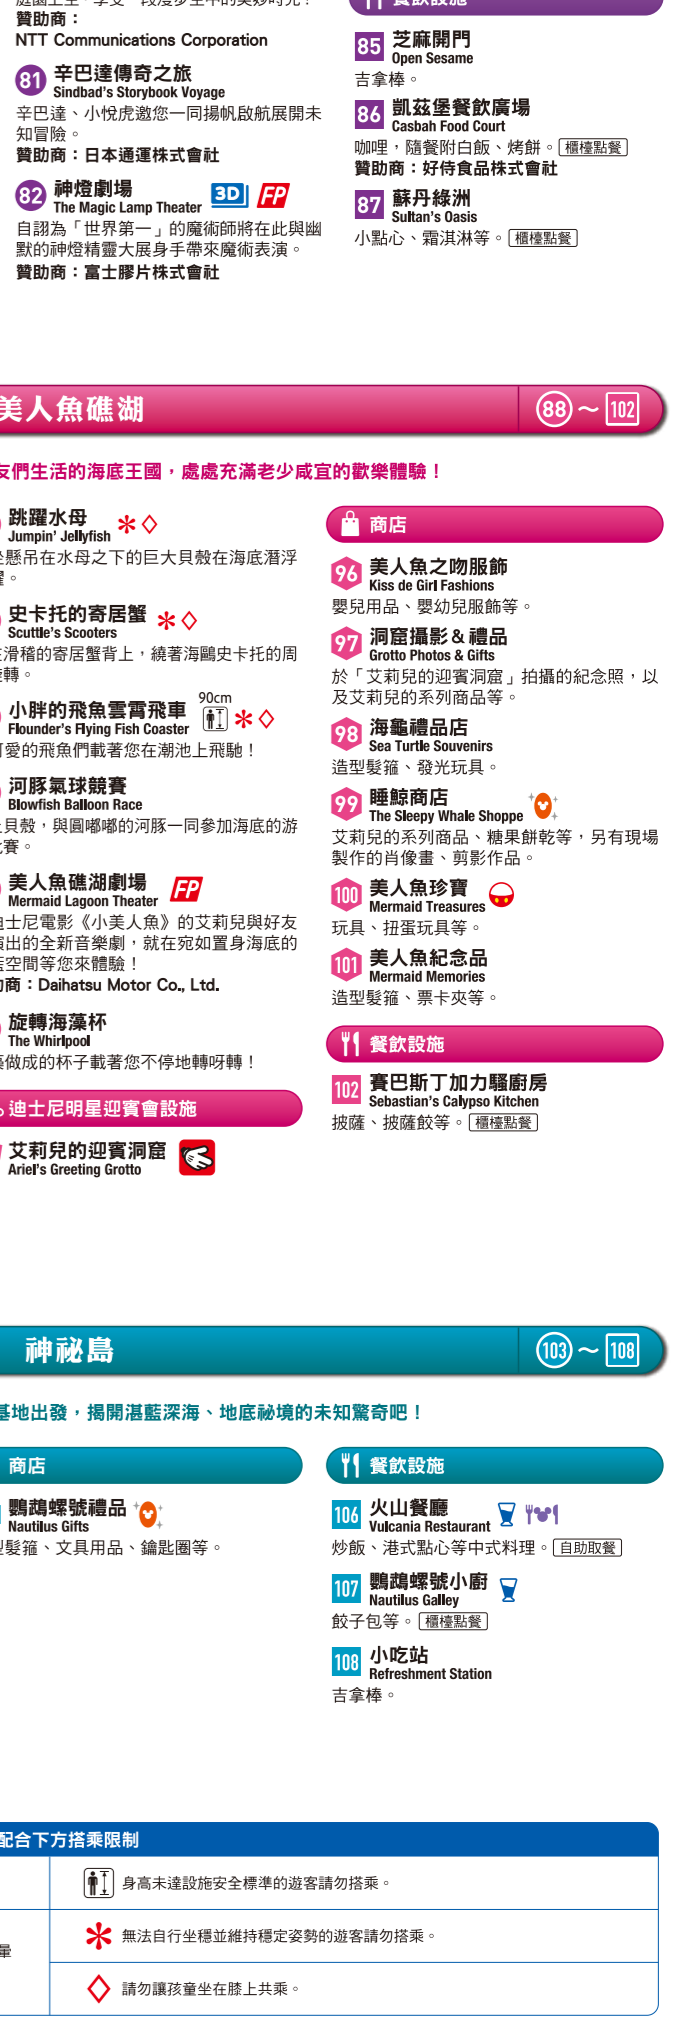 贊助商：
NTT Communications Corporation
81 辛巴達傳奇之旅
Sindbad's Storybook Voyage
辛巴達、小悅虎邀您一同揚帆啟航展開未
知冒險。
贊助商：日本通運株式會社
82 神燈劇場 3D FP
The Magic Lamp Theater
自詡為「世界第一」的魔術師將在此與幽
默的神燈精靈大展身手帶來魔術表演。
贊助商：富士膠片株式會社
餐飲設施
85 芝麻開門
Open Sesame
吉拿棒。
86 凱茲堡餐飲廣場
Casbah Food Court
咖哩，隨餐附白飯、烤餅。 櫃檯點餐
贊助商：好侍食品株式會社
87 蘇丹綠洲
Sultan's Oasis
小點心、霜淇淋等。 櫃檯點餐
美人魚礁湖 88～102
友們生活的海底王國，處處充滿老少咸宜的歡樂體驗！
跳躍水母
Jumpin' Jellyfish
懸吊在水母之下的巨大貝殼在海底潛浮
。
史卡托的寄居蟹
Scuttle's Scooters
滑稽的寄居蟹背上，繞著海鷗史卡托的周
轉。
小胖的飛魚雲霄飛車 90cm
Flounder's Flying Fish Coaster
可愛的飛魚們載著您在潮池上飛馳！
河豚氣球競賽
Blowfish Balloon Race
貝殼，與圓嘟嘟的河豚一同參加海底的游
賽。
美人魚礁湖劇場 FP
Mermaid Lagoon Theater
迪士尼電影《小美人魚》的艾莉兒與好友
演出的全新音樂劇，就在宛如置身海底的
空間等您來體驗！
商：Daihatsu Motor Co., Ltd.
旋轉海藻杯
The Whirlpool
做成的杯子載著您不停地轉呀轉！
迪士尼明星迎賓會設施
艾莉兒的迎賓洞窟
Ariel's Greeting Grotto
商店
96 美人魚之吻服飾
Kiss de Girl Fashions
嬰兒用品、嬰幼兒服飾等。
97 洞窟攝影＆禮品
Grotto Photos & Gifts
於「艾莉兒的迎賓洞窟」拍攝的紀念照，以
及艾莉兒的系列商品等。
98 海龜禮品店
Sea Turtle Souvenirs
造型髮箍、發光玩具。
99 睡鯨商店
The Sleepy Whale Shoppe
艾莉兒的系列商品、糖果餅乾等，另有現場
製作的肖像畫、剪影作品。
100 美人魚珍寶
Mermaid Treasures
玩具、扭蛋玩具等。
101 美人魚紀念品
Mermaid Memories
造型髮箍、票卡夾等。
餐飲設施
102 賽巴斯丁加力騷廚房
Sebastian's Calypso Kitchen
披薩、披薩餃等。 櫃檯點餐
神祕島 103～108
基地出發，揭開湛藍深海、地底祕境的未知驚奇吧！
商店
鸚鵡螺號禮品
Nautilus Gifts
型髮箍、文具用品、鑰匙圈等。
餐飲設施
106 火山餐廳
Vulcania Restaurant
炒飯、港式點心等中式料理。 自助取餐
107 鸚鵡螺號小廚
Nautilus Galley
餃子包等。 櫃檯點餐
108 小吃站
Refreshment Station
吉拿棒。
配合下方搭乘限制
身高未達設施安全標準的遊客請勿搭乘。
無法自行坐穩並維持穩定姿勢的遊客請勿搭乘。
暈
請勿讓孩童坐在膝上共乘。